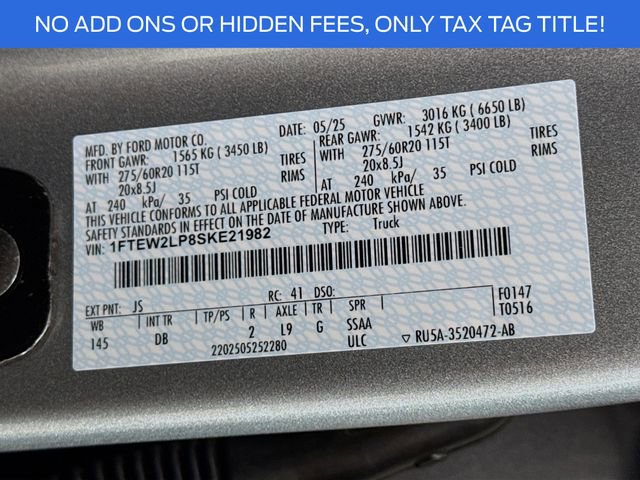 NO ADD ONS OR HIDDEN FEES, ONLY TAX TAG TITLE!
MFD. BY FORD MOTOR CO. DATE: 05/25 GVWR: 3016 KG ( 6650 LB)
FRONT GAWR: 1565 KG ( 3450 LB) REAR GAWR: 1542 KG ( 3400 LB)
WITH 275/60R20 115T TIRES WITH 275/60R20 115T TIRES
20x8.5J RIMS 20x8.5J RIMS
AT 240 kPa/ 35 PSI COLD AT 240 kPa/ 35 PSI COLD
THIS VEHICLE CONFORMS TO ALL APPLICABLE FEDERAL MOTOR VEHICLE
SAFETY STANDARDS IN EFFECT ON THE DATE OF MANUFACTURE SHOWN ABOVE.
VIN: 1FTEW2LP8SKE21982 TYPE: Truck
EXT PNT: JS RC: 41 DSO: F0147
WB INT TR TP/PS R AXLE TR SPR T0516
145 DB 2 L9 G SSAA
2202505252280 ULC ▽ RU5A-3520472-AB